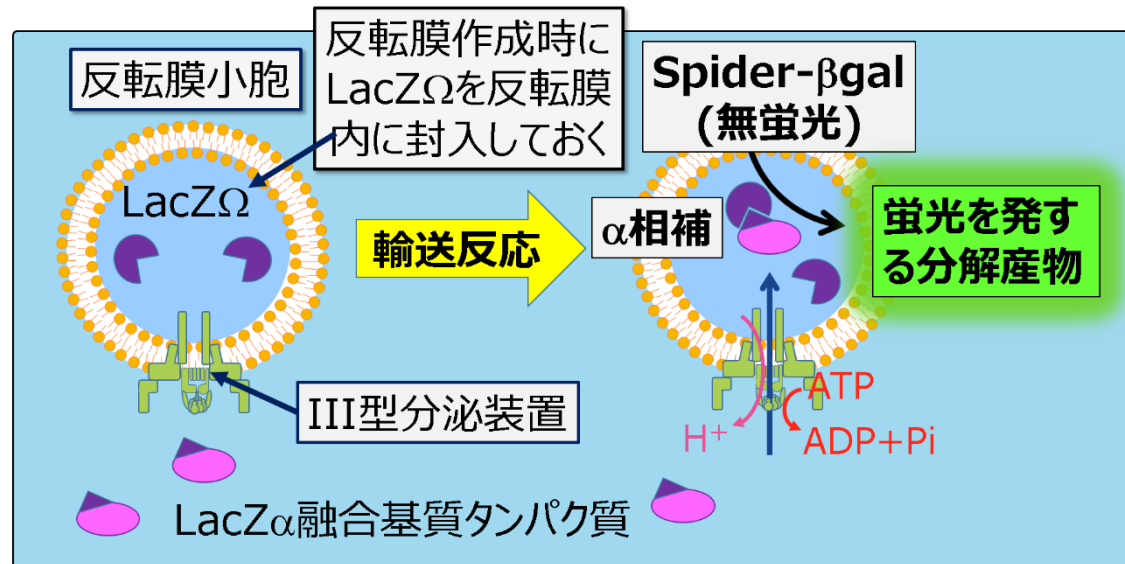 反転膜小胞
反転膜作成時に
LacZΩを反転膜
内に封入しておく
LacZΩ
III型分泌装置
LacZα融合基質タンパク質
輸送反応
Spider-βgal
(無蛍光)
α相補
蛍光を発す
る分解産物
H⁺
ATP
ADP+Pi